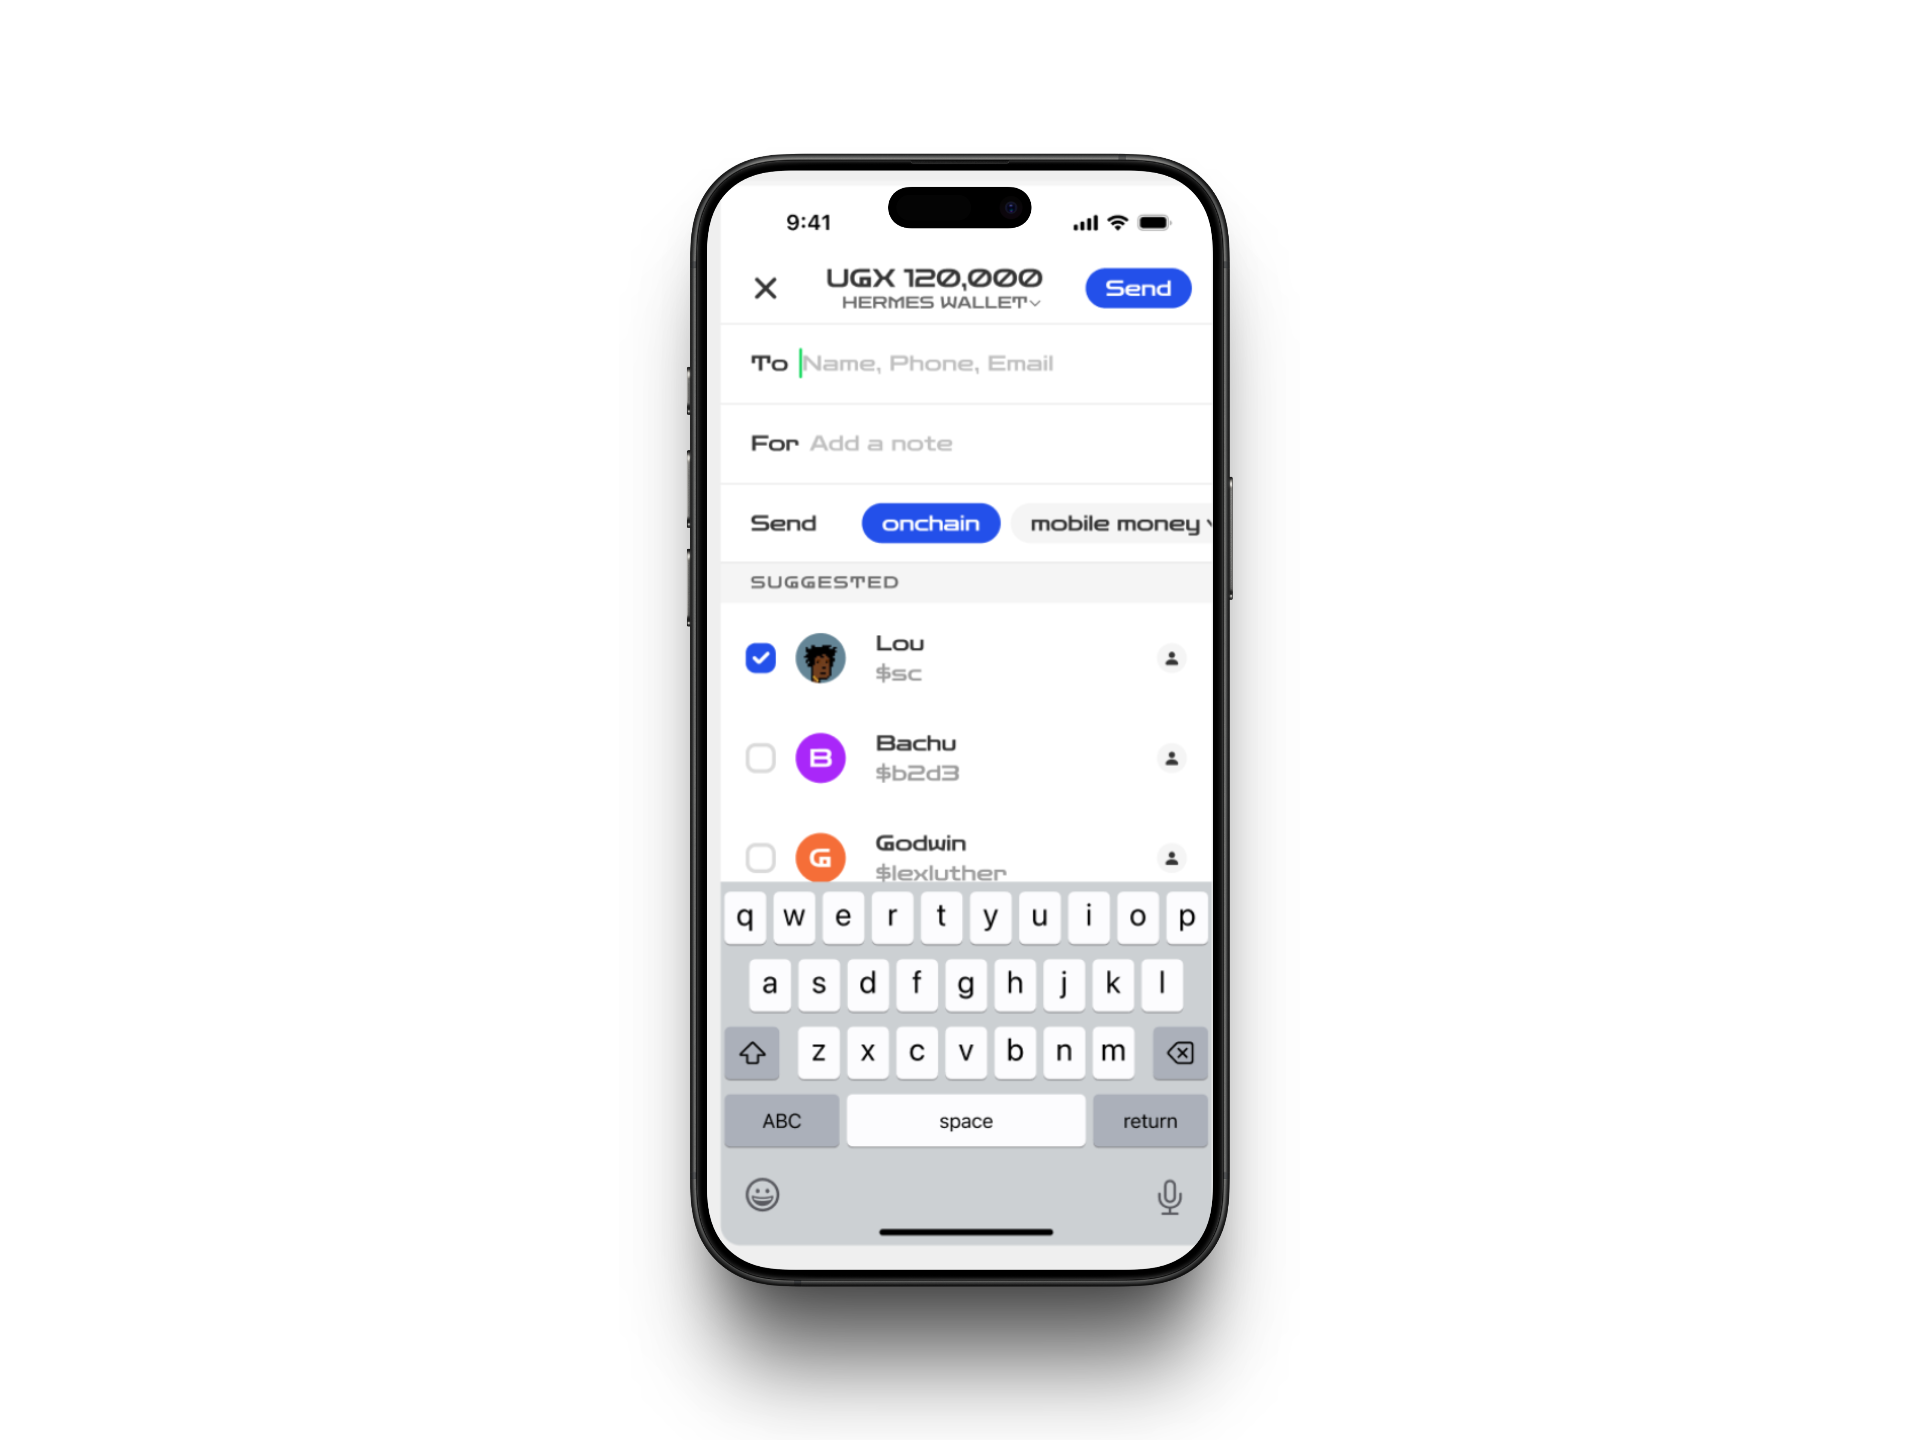 9:41
UGX 120,000
HERMES WALLET
Send
To Name, Phone, Email
For Add a note
Send onchain mobile money
SUGGESTED
Lou
$sc
B Bachu
$b2d3
G Godwin
$lexluther
q w e r t y u i o p
a s d f g h j k l
z x c v b n m
ABC space return